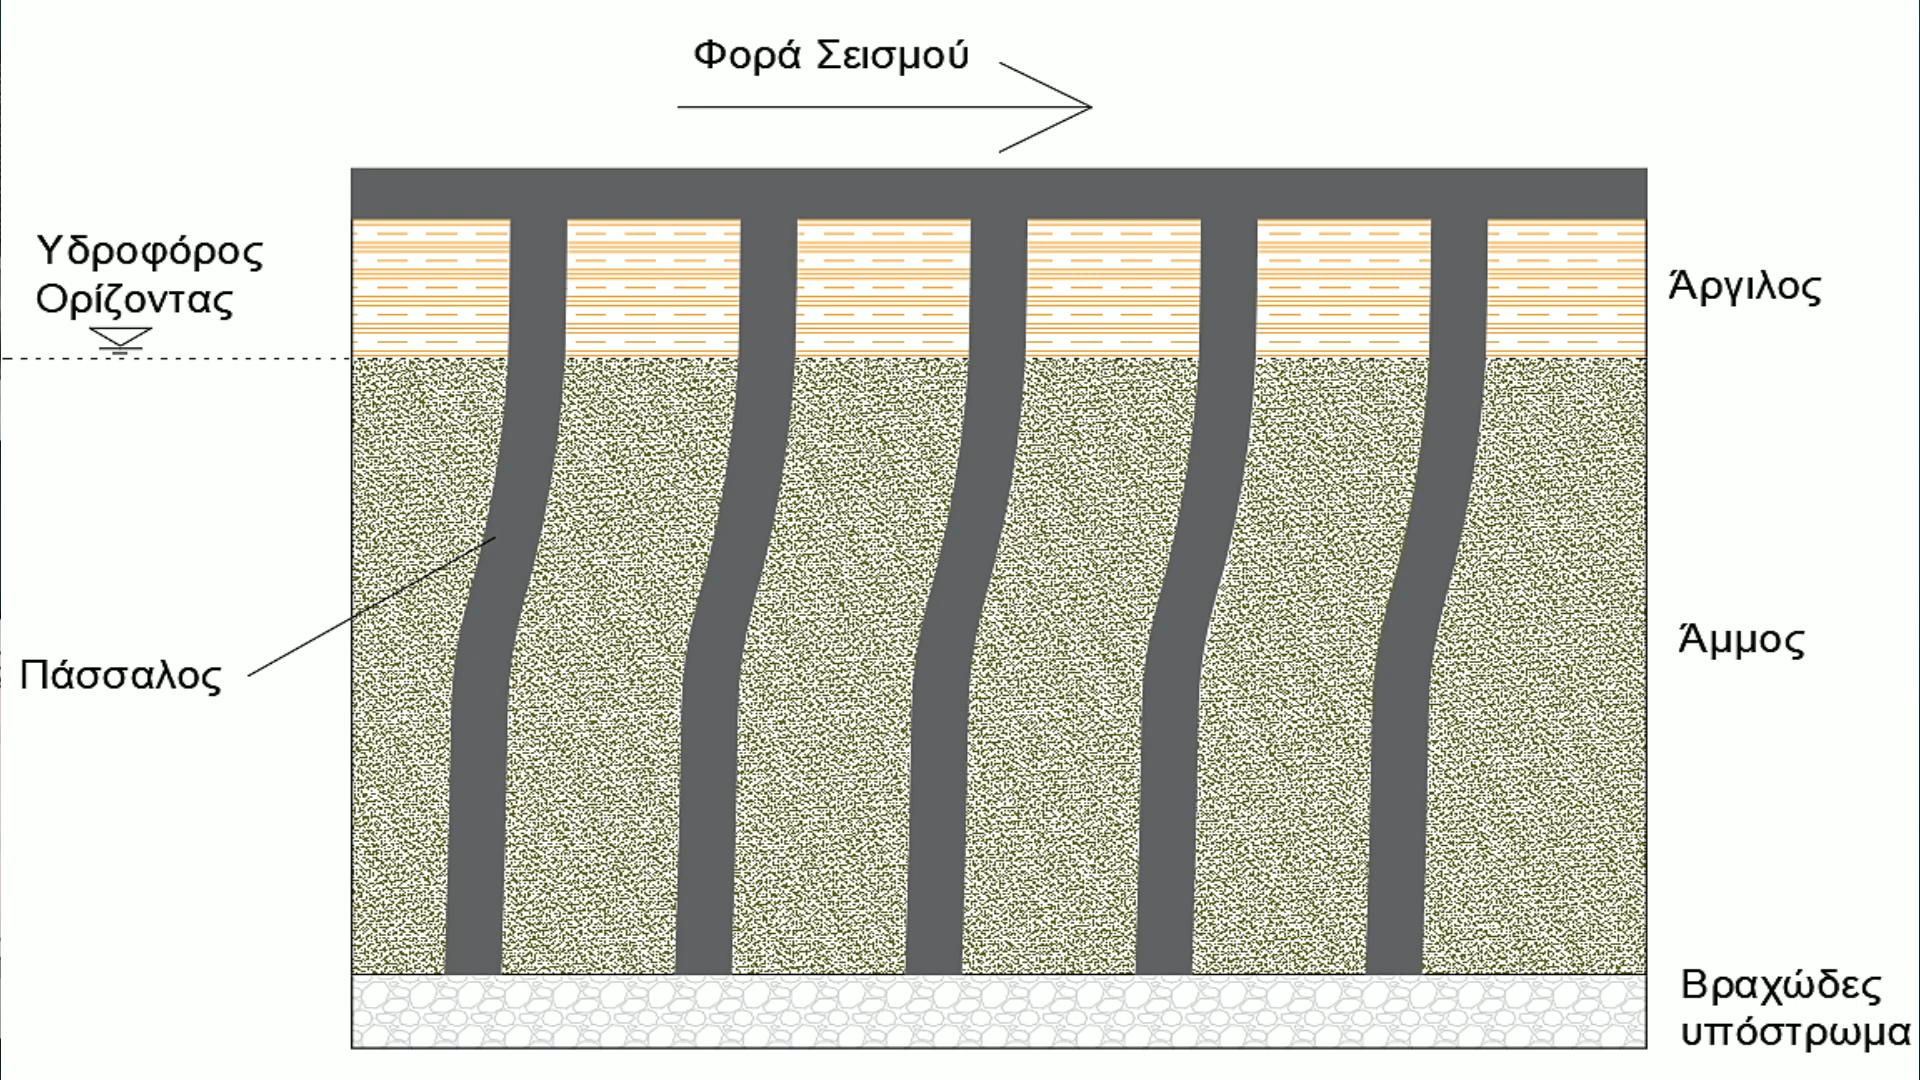 Φορά Σεισμού
Υδροφόρος
Ορίζοντας
Άργιλος
Πάσσαλος
Άμμος
Βραχώδες
υπόστρωμα